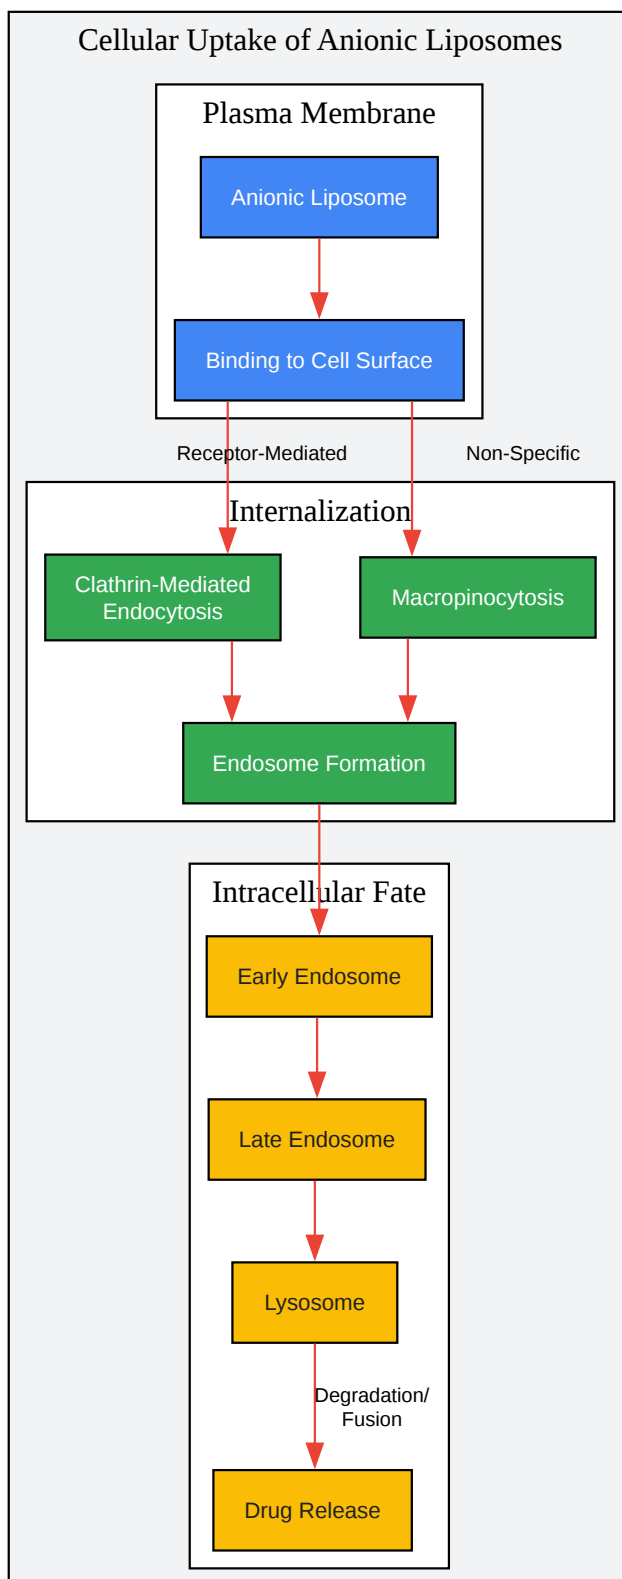 Cellular Uptake of Anionic Liposomes
Plasma Membrane
Anionic Liposome
Binding to Cell Surface
Receptor-Mediated
Non-Specific
Internalization
Clathrin-Mediated
Endocytosis
Macropinocytosis
Endosome Formation
Intracellular Fate
Early Endosome
Late Endosome
Lysosome
Degradation/
Fusion
Drug Release